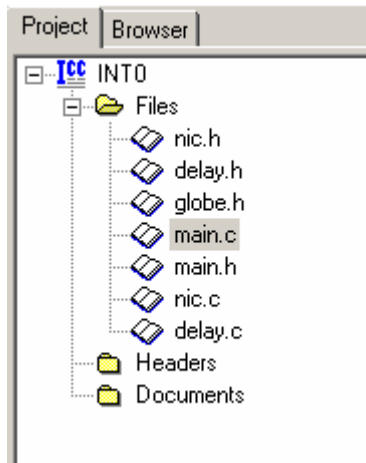 Project Browser
ICC INT0
Files
nic.h
delay.h
globe.h
main.c
main.h
nic.c
delay.c
Headers
Documents